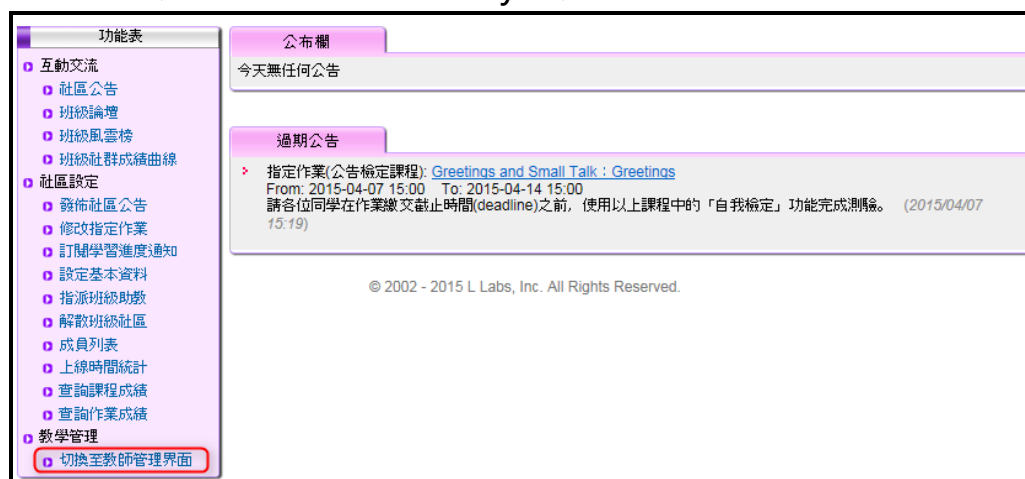 功能表
互動交流
社區公告
班級論壇
班級風雲榜
班級社群成績曲線
社區設定
發佈社區公告
修改指定作業
訂閱學習進度通知
設定基本資料
指派班級助教
解散班級社區
成員列表
上線時間統計
查詢課程成績
查詢作業成績
教學管理
切換至教師管理界面
公布欄
今天無任何公告
過期公告
指定作業(公告檢定課程): Greetings and Small Talk：Greetings
From: 2015-04-07 15:00 To: 2015-04-14 15:00
請各位同學在作業繳交截止時間(deadline)之前，使用以上課程中的「自我檢定」功能完成測驗。 (2015/04/07
15:19)
© 2002 - 2015 L Labs, Inc. All Rights Reserved.